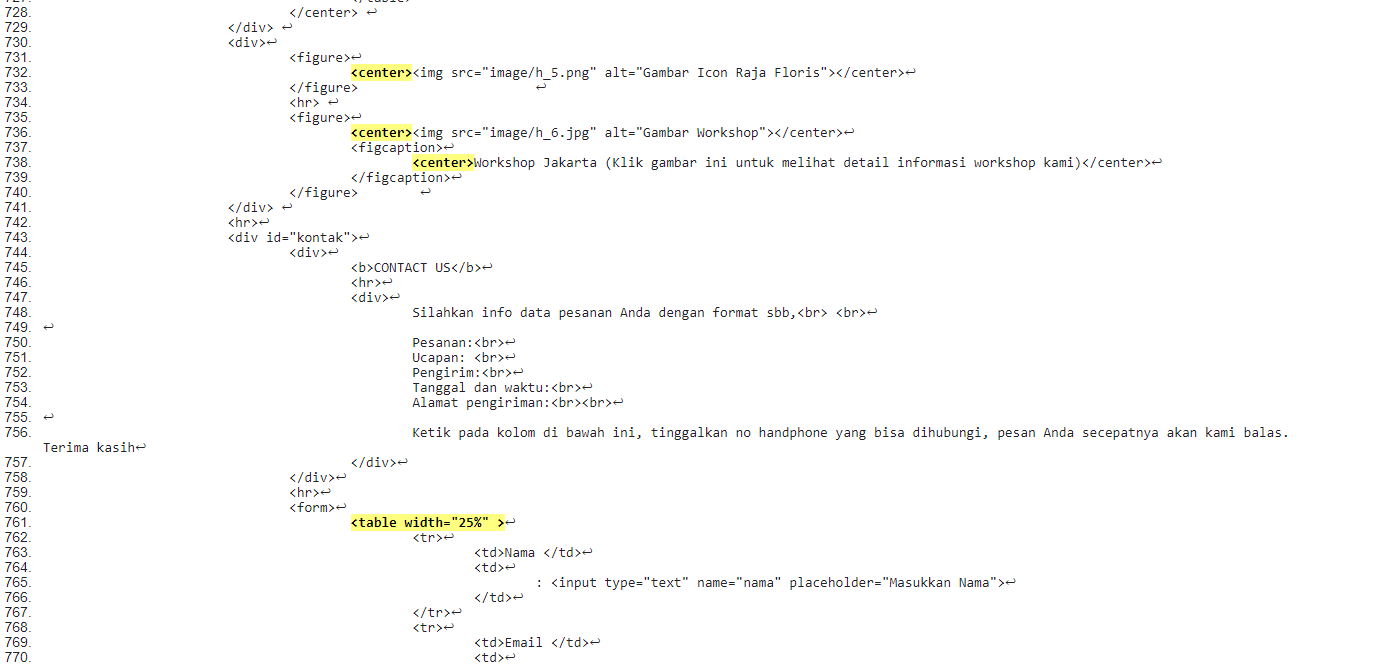 728. </center> ↩
729. </div> ↩
730. <div>↩
731. <figure>↩
732. <center><img src="image/h_5.png" alt="Gambar Icon Raja Floris"></center>↩
733. </figure> ↩
734. <hr> ↩
735. <figure>↩
736. <center><img src="image/h_6.jpg" alt="Gambar Workshop"></center>↩
737. <figcaption>↩
738. <center>Workshop Jakarta (Klik gambar ini untuk melihat detail informasi workshop kami)</center>↩
739. </figcaption>↩
740. </figure> ↩
741. </div> ↩
742. <hr>↩
743. <div id="kontak">↩
744. <div>↩
745. <b>CONTACT US</b>↩
746. <hr>↩
747. <div>↩
748. Silahkan info data pesanan Anda dengan format sbb,<br> <br>↩
749. ↩
750. Pesanan:<br>↩
751. Ucapan: <br>↩
752. Pengirim:<br>↩
753. Tanggal dan waktu:<br>↩
754. Alamat pengiriman:<br><br>↩
755. ↩
756. Ketik pada kolom di bawah ini, tinggalkan no handphone yang bisa dihubungi, pesan Anda secepatnya akan kami balas.
Terima kasih↩
757. </div>↩
758. </div>↩
759. <hr>↩
760. <form>↩
761. <table width="25%" >↩
762. <tr>↩
763. <td>Nama </td>↩
764. <td>↩
765. : <input type="text" name="nama" placeholder="Masukkan Nama">↩
766. </td>↩
767. </tr>↩
768. <tr>↩
769. <td>Email </td>↩
770. <td>↩